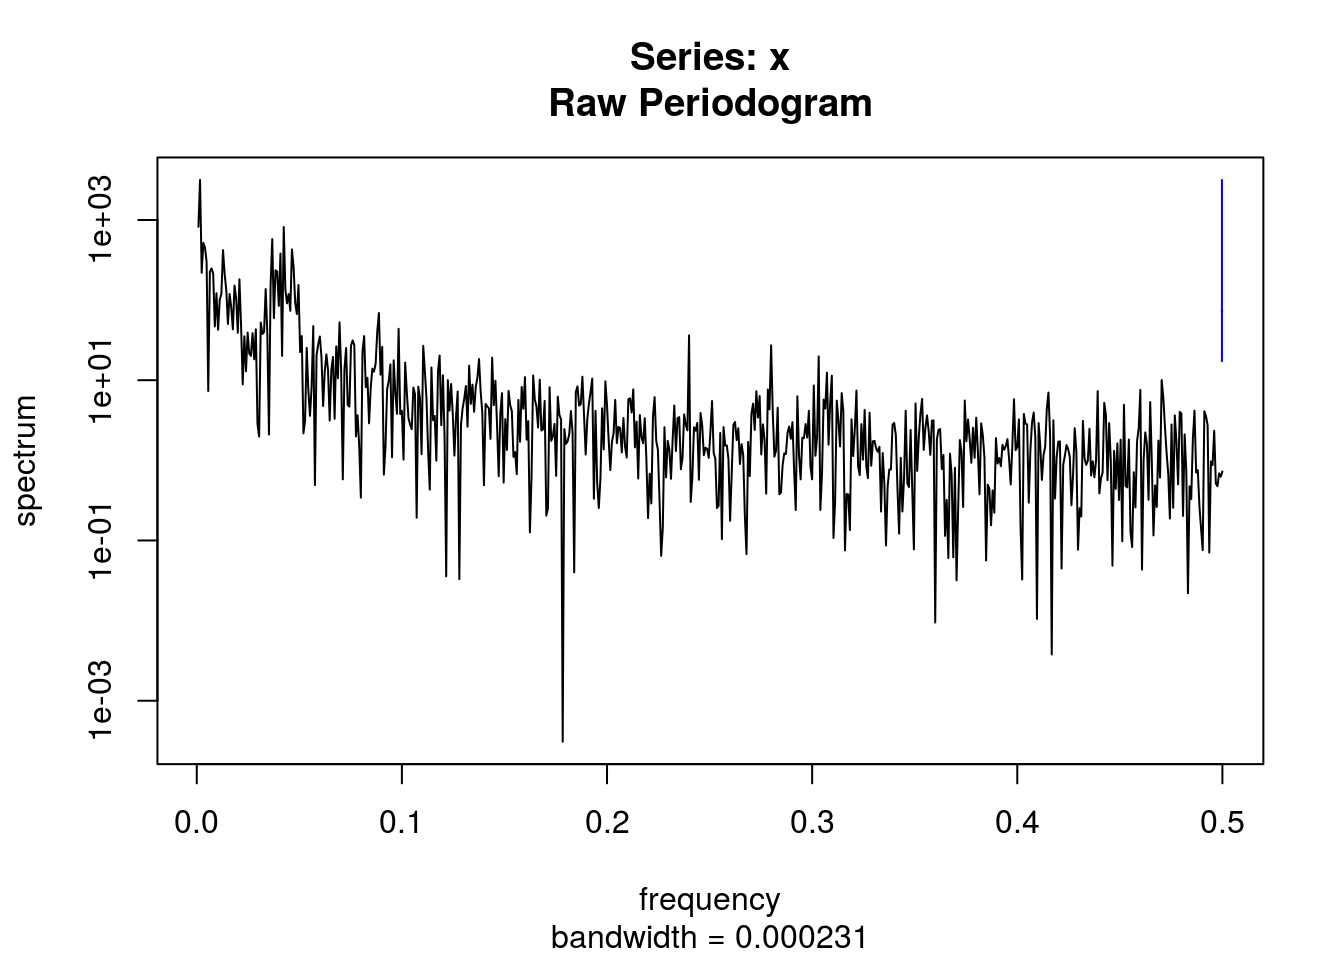 Series: x
Raw Periodogram
spectrum
1e+03
1e+01
1e-01
1e-03
0.0 0.1 0.2 0.3 0.4 0.5
frequency
bandwidth = 0.000231